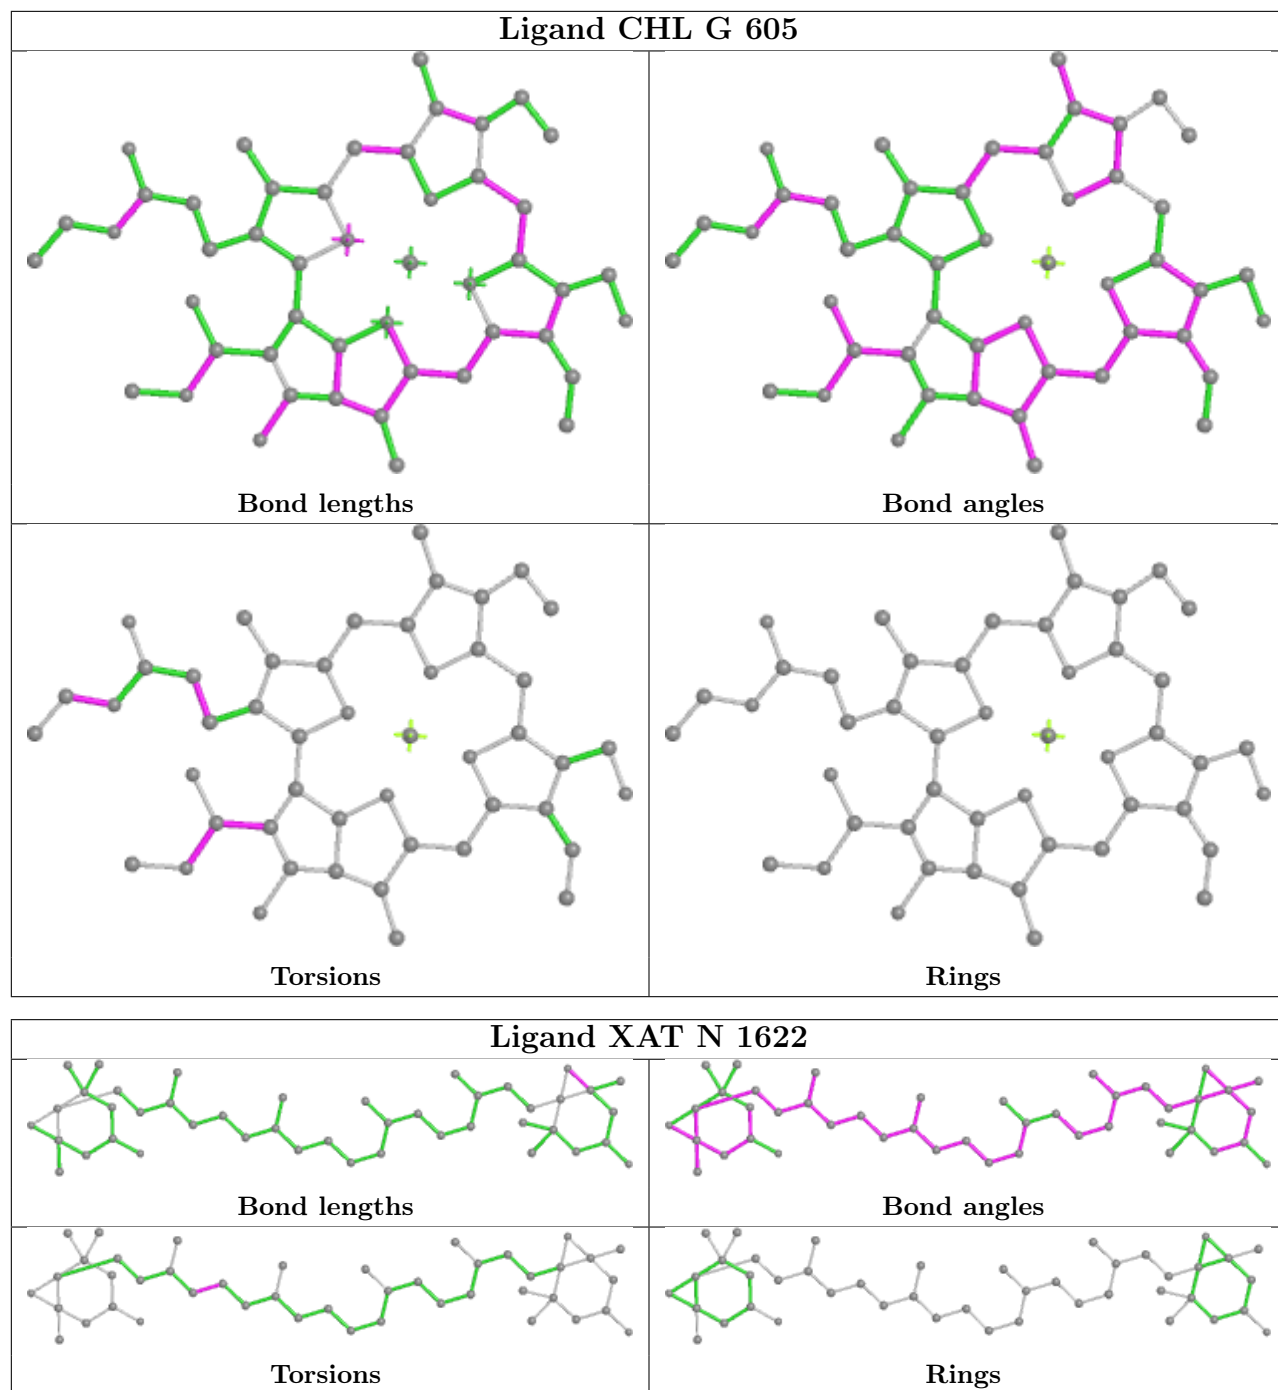 Ligand CHL G 605
Bond lengths
Bond angles
Torsions
Rings
Ligand XAT N 1622
Bond lengths
Bond angles
Torsions
Rings